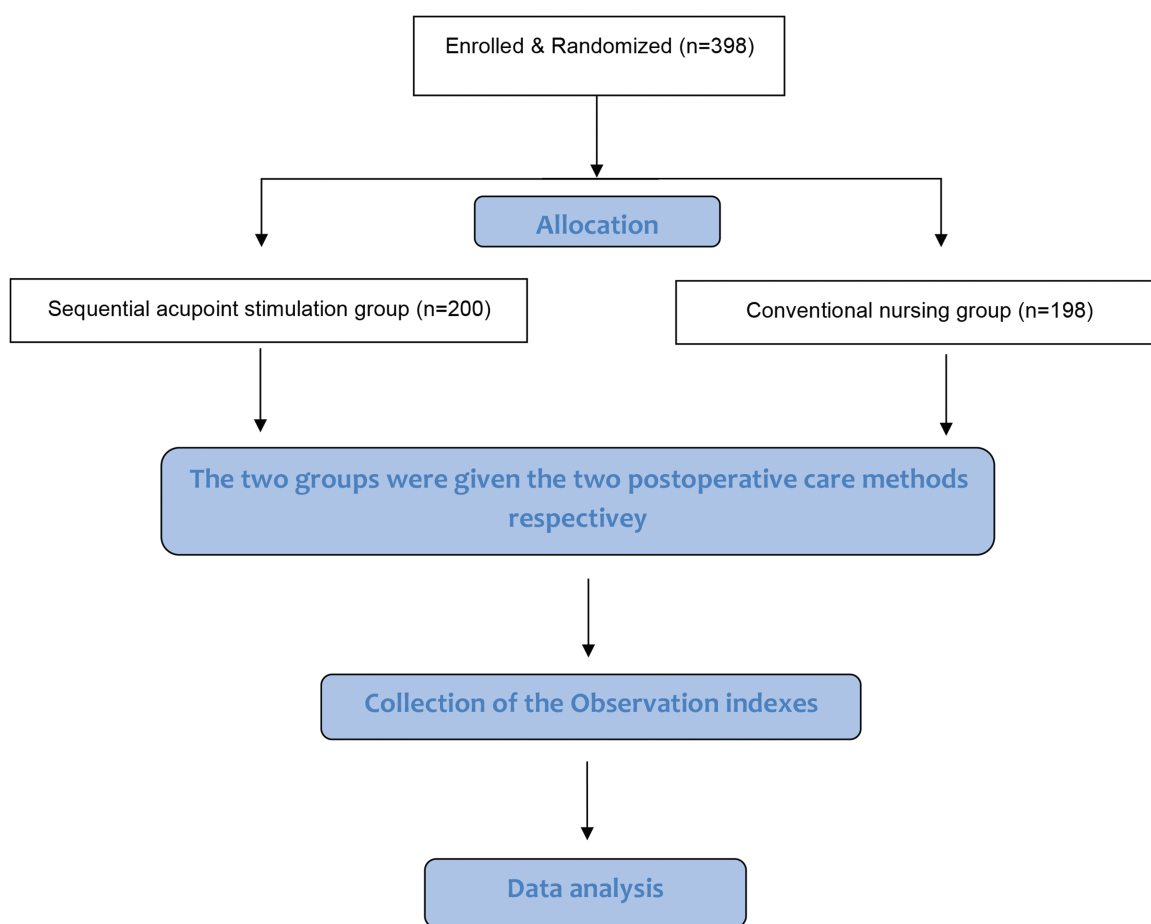 Enrolled & Randomized (n=398)
Allocation
Sequential acupoint stimulation group (n=200)
Conventional nursing group (n=198)
The two groups were given the two postoperative care methods
respectivey
Collection of the Observation indexes
Data analysis